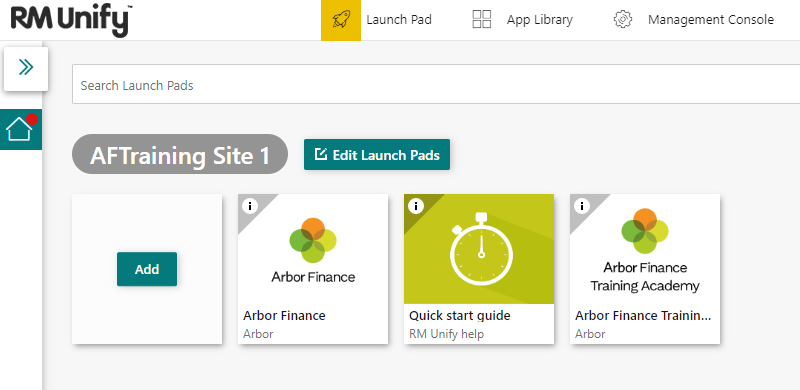 RM Unify™
Launch Pad
App Library
Management Console
Search Launch Pads
AFTraining Site 1
Edit Launch Pads
Add
i
Arbor Finance
Arbor Finance
Arbor
i
Quick start guide
RM Unify help
i
Arbor Finance
Training Academy
Arbor Finance Trainin...
Arbor